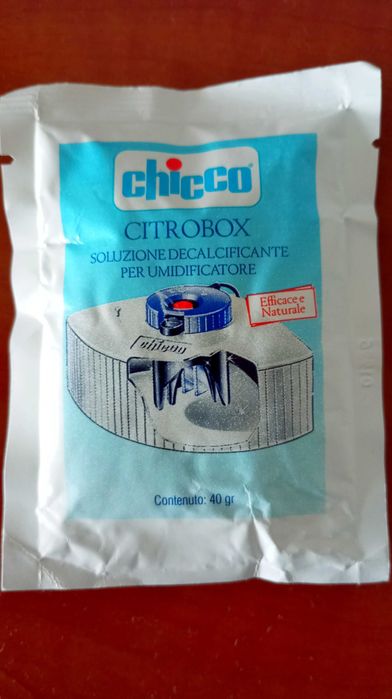 chicco
CITROBOX
SOLUZIONE DECALCIFICANTE
PER UMIDIFICATORE
Efficace e
Naturale
chicco
Contenuto: 40 gr